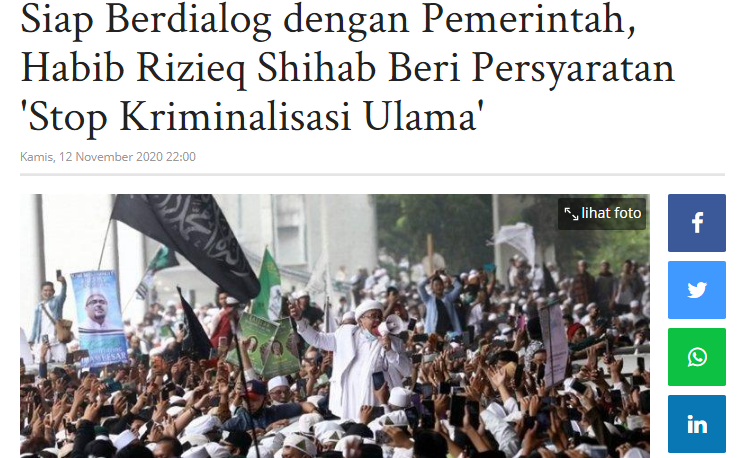 Siap Berdialog dengan Pemerintah,
Habib Rizieq Shihab Beri Persyaratan
'Stop Kriminalisasi Ulama'
Kamis, 12 November 2020 22:00
lihat foto